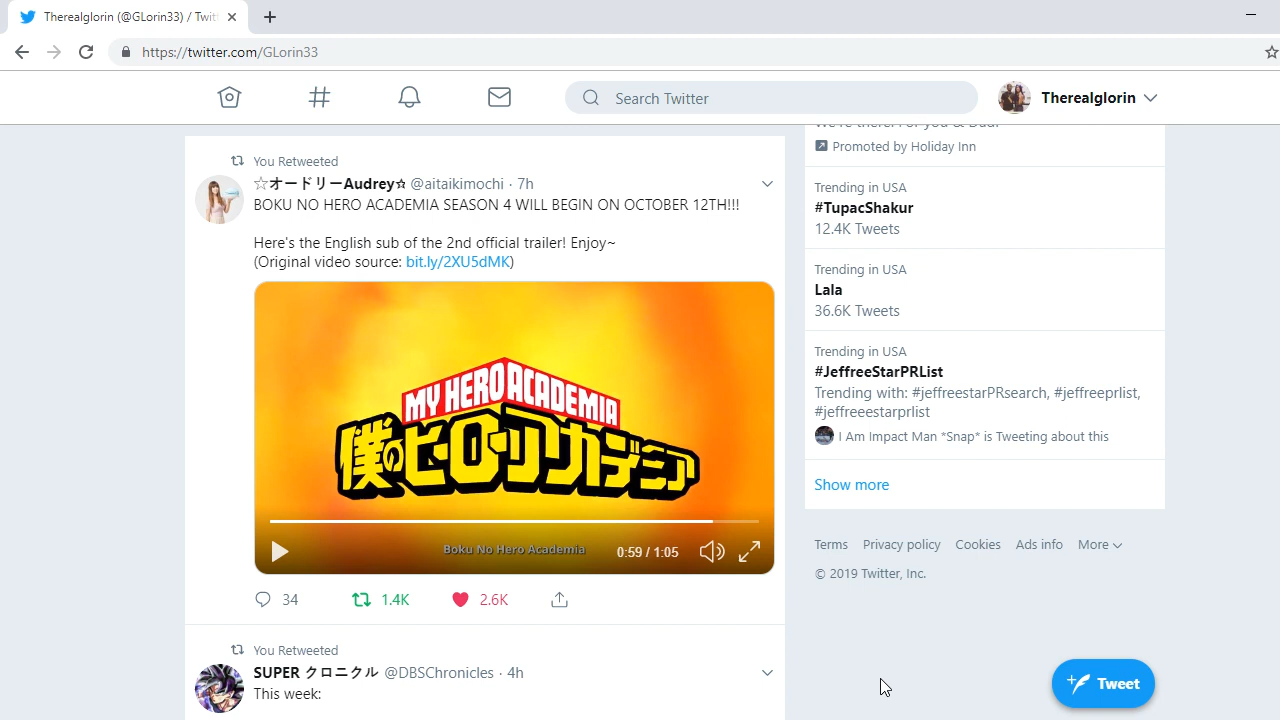 Therealglorin (@GLorin33) / Twit
https://twitter.com/GLorin33
Search Twitter
Therealglorin
You Retweeted
☆オードリーAudrey☆ @aitaikimochi · 7h
BOKU NO HERO ACADEMIA SEASON 4 WILL BEGIN ON OCTOBER 12TH!!!
Here's the English sub of the 2nd official trailer! Enjoy~
(Original video source: bit.ly/2XU5dMK)
MY HERO ACADEMIA
僕のヒーローアカデミア
Boku No Hero Academia
0:59 / 1:05
34
1.4K
2.6K
You Retweeted
SUPER クロニクル @DBSChronicles · 4h
This week:
We're there. For you & Dad.
Promoted by Holiday Inn
Trending in USA
#TupacShakur
12.4K Tweets
Trending in USA
Lala
36.6K Tweets
Trending in USA
#JeffreeStarPRList
Trending with: #jeffreestarPRsearch, #jeffreeprlist,
#jeffreeestarprlist
I Am Impact Man *Snap* is Tweeting about this
Show more
Terms Privacy policy Cookies Ads info More
© 2019 Twitter, Inc.
Tweet